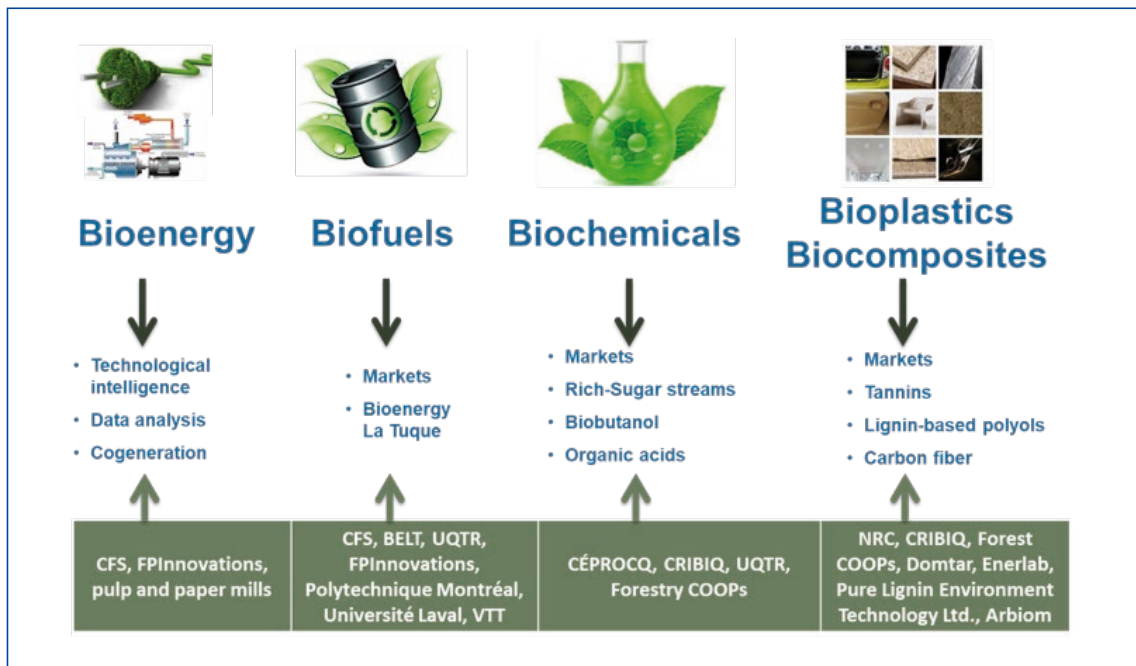 Bioenergy
Biofuels
Biochemicals
Bioplastics
Biocomposites
• Technological
intelligence
• Data analysis
• Cogeneration
• Markets
• Bioenergy
La Tuque
• Markets
• Rich-Sugar streams
• Biobutanol
• Organic acids
• Markets
• Tannins
• Lignin-based polyols
• Carbon fiber
CFS, FPInnovations,
pulp and paper mills
CFS, BELT, UQTR,
FPInnovations,
Polytechnique Montréal,
Université Laval, VTT
CÉPROCQ, CRIBIQ, UQTR,
Forestry COOPs
NRC, CRIBIQ, Forest
COOPs, Domtar, Enerlab,
Pure Lignin Environment
Technology Ltd., Arbiom